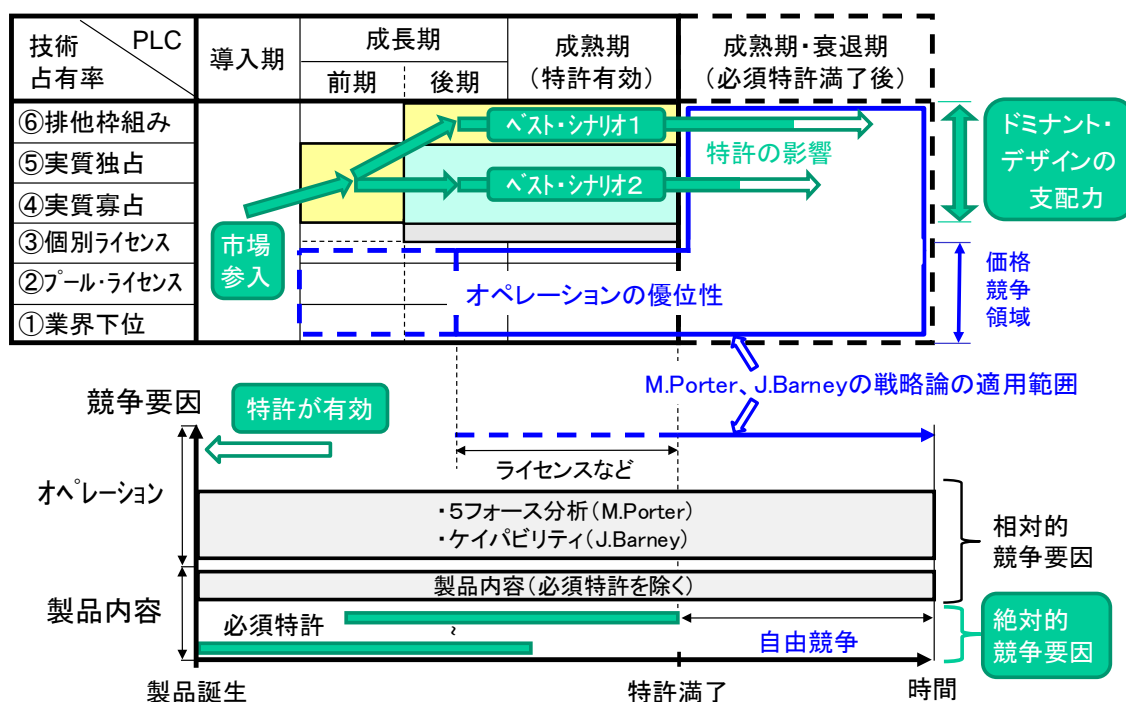 PLC
技術
占有率
導入期
成長期
前期
後期
成熟期
(特許有効)
成熟期・衰退期
(必須特許満了後)
⑥排他枠組み
⑤実質独占
④実質寡占
③個別ライセンス
②プール・ライセンス
①業界下位
ベスト・シナリオ1
ベスト・シナリオ2
特許の影響
市場
参入
オペレーションの優位性
ドミナント・
デザインの
支配力
価格
競争
領域
M.Porter、J.Barneyの戦略論の適用範囲
競争要因
特許が有効
ライセンスなど
オペレーション
・5フォース分析(M.Porter)
・ケイパビリティ(J.Barney)
相対的
競争要因
製品内容
製品内容(必須特許を除く)
必須特許
~
自由競争
絶対的
競争要因
製品誕生
特許満了
時間